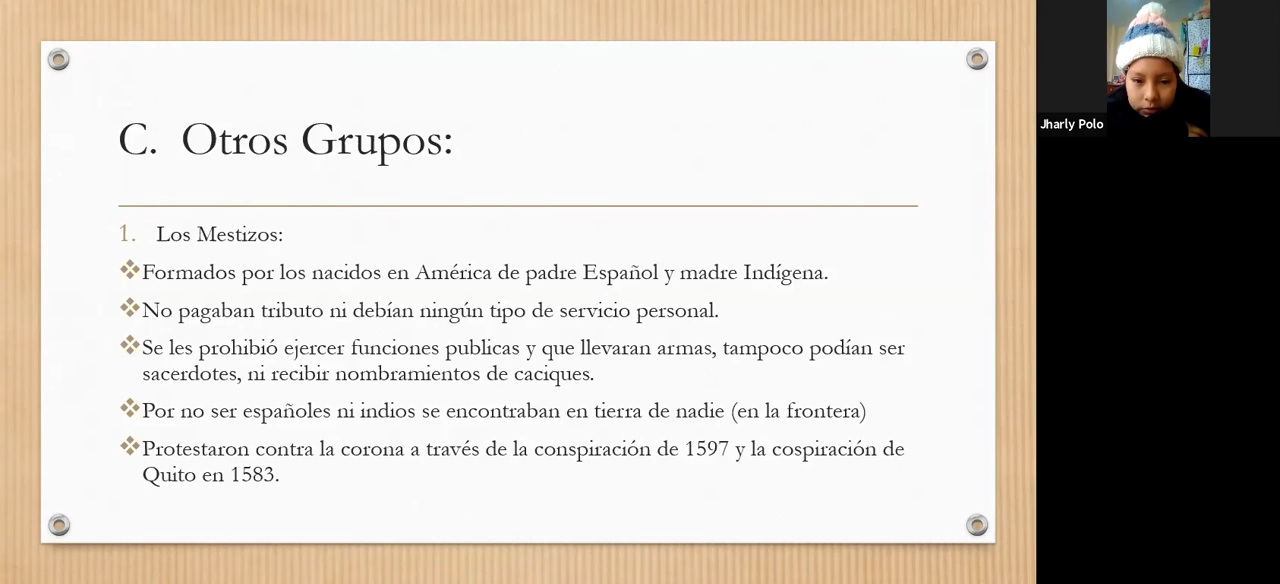 C. Otros Grupos:
1. Los Mestizos:
Formados por los nacidos en América de padre Español y madre Indígena.
No pagaban tributo ni debían ningún tipo de servicio personal.
Se les prohibió ejercer funciones publicas y que llevaran armas, tampoco podían ser
sacerdotes, ni recibir nombramientos de caciques.
Por no ser españoles ni indios se encontraban en tierra de nadie (en la frontera)
Protestaron contra la corona a través de la conspiración de 1597 y la cospiración de
Quito en 1583.
Jharly Polo